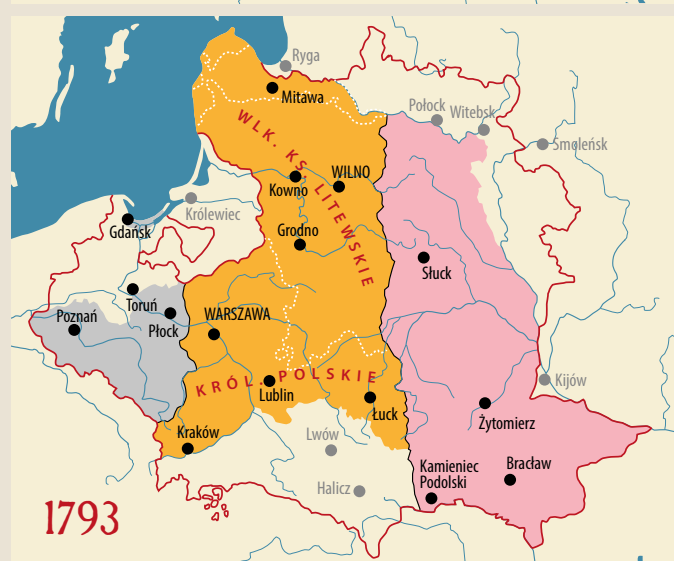 Ryga
Mitawa
Połock
Witebsk
Smoleńsk
WLK. KS. LITEWSKIE
WILNO
Kowno
Królewiec
Gdańsk
Grodno
Słuck
Toruń
Poznań
Płock
WARSZAWA
KRÓL. POLSKIE
Lublin
Łuck
Kijów
Żytomierz
Kraków
Lwów
Kamieniec
Podolski
Bracław
Halicz
1793